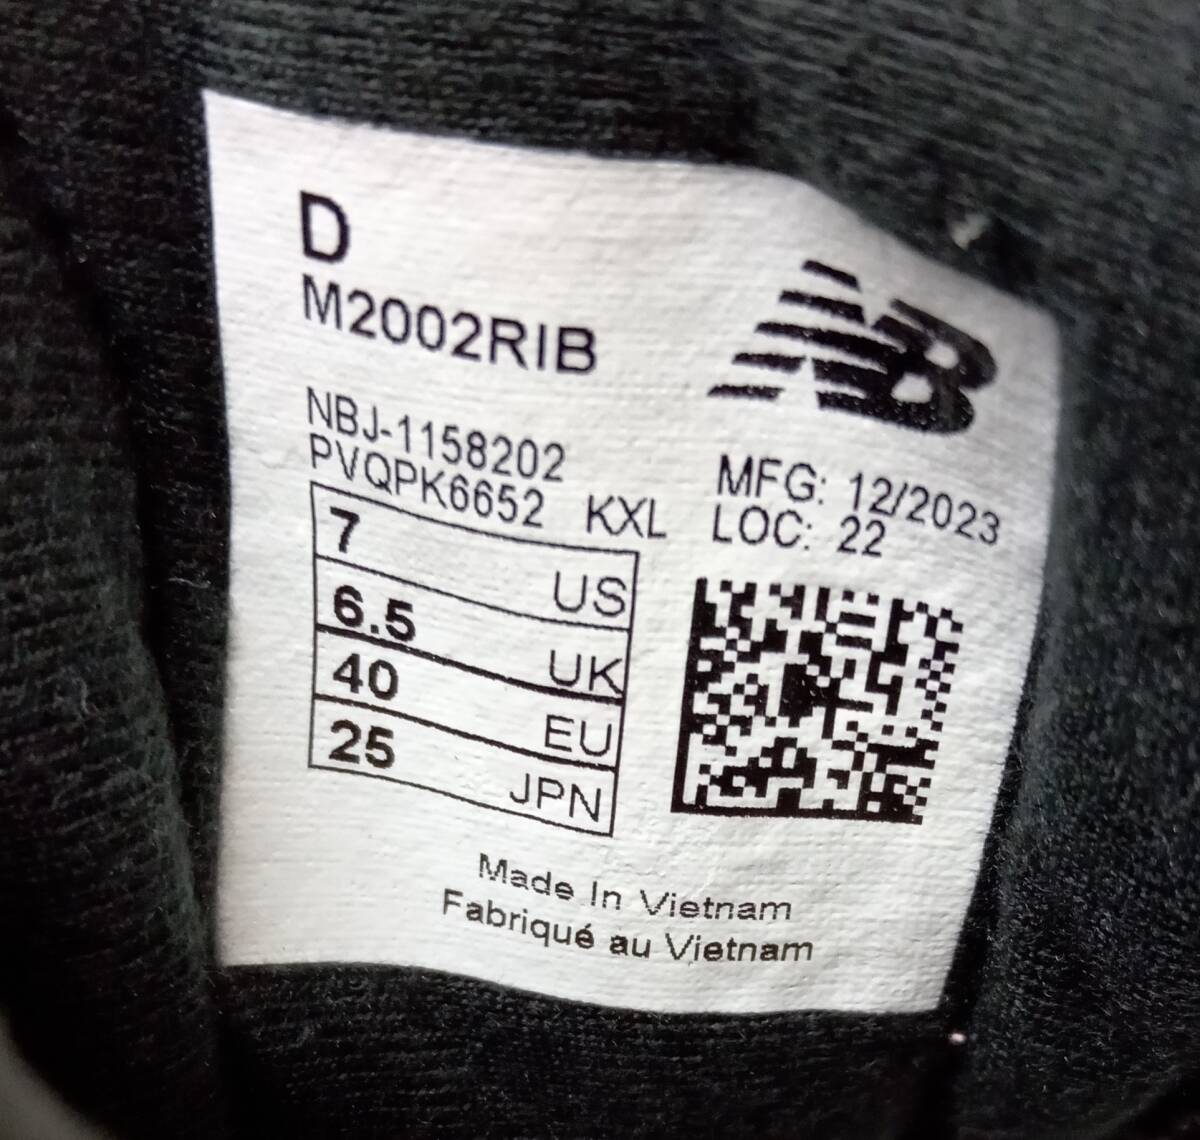 D
M2002RIB
NB
NBJ-1158202
PVQPK6652 KXL
MFG: 12/2023
LOC: 22
7 US
6.5 UK
40 EU
25 JPN
Made In Vietnam
Fabriqué au Vietnam